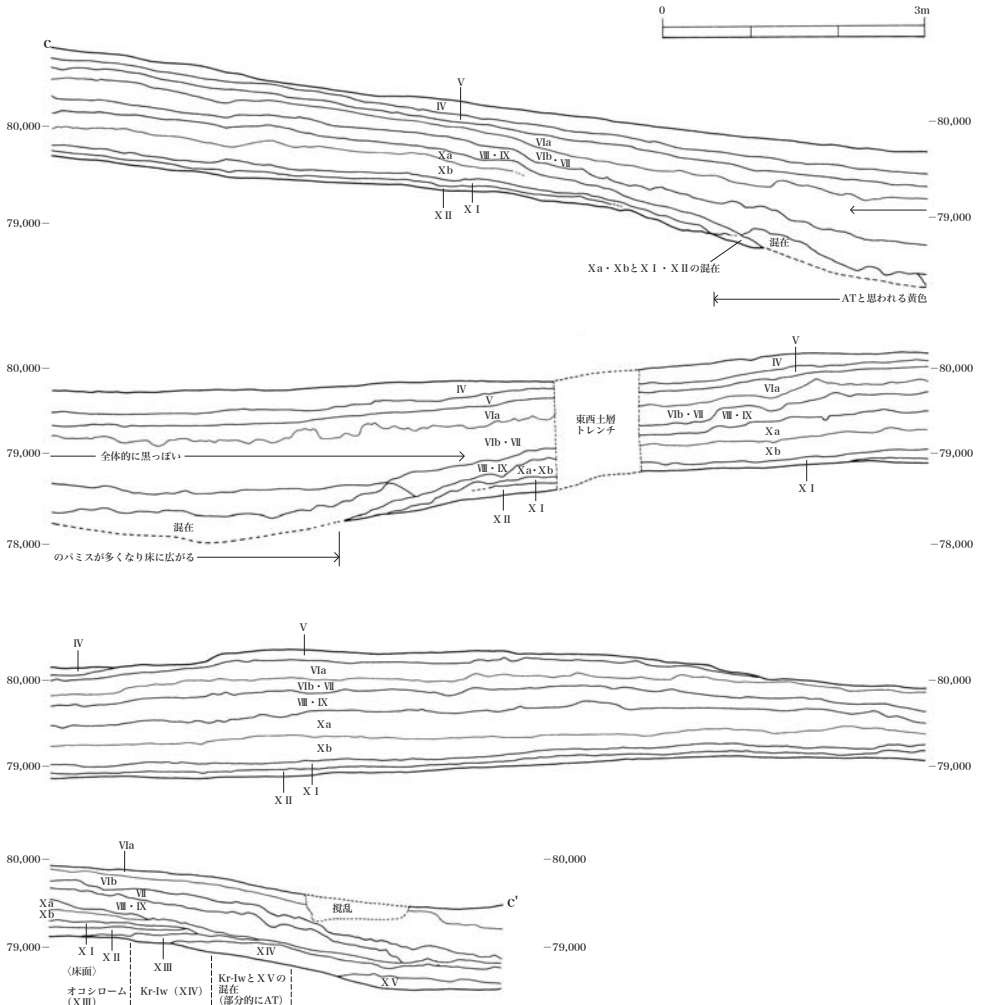 0 3m
C
V
IV
80,000 80,000
VIa
VIb・VII
VIII・IX
Xa
Xb
XII XI
79,000 79,000
混在
Xa・XbとXI・XIIの混在
ATと思われる黄色
80,000 80,000
V
IV
IV
VIa
V
VIa
東西土層
トレンチ
VIb・VII VIII・IX
Xa
VIb・VII
79,000 全体的に黒っぽい 79,000
Xb
VIII・IX Xa・Xb
XI
XII XI
混在
78,000 78,000
のパミスが多くなり床に広がる
V
IV
VIa
80,000 80,000
VIb・VII
VIII・IX
Xa
Xb
79,000 79,000
XII XI
VIa
80,000 80,000
VIb
VII
Xa VIII・IX
Xb
撹乱
C'
79,000 79,000
XI XII XIII XIV
XV
〈床面〉
オコシローム
(XIII)
Kr-Iw(XIV)
Kr-IwとXVの
混在
(部分的にAT)